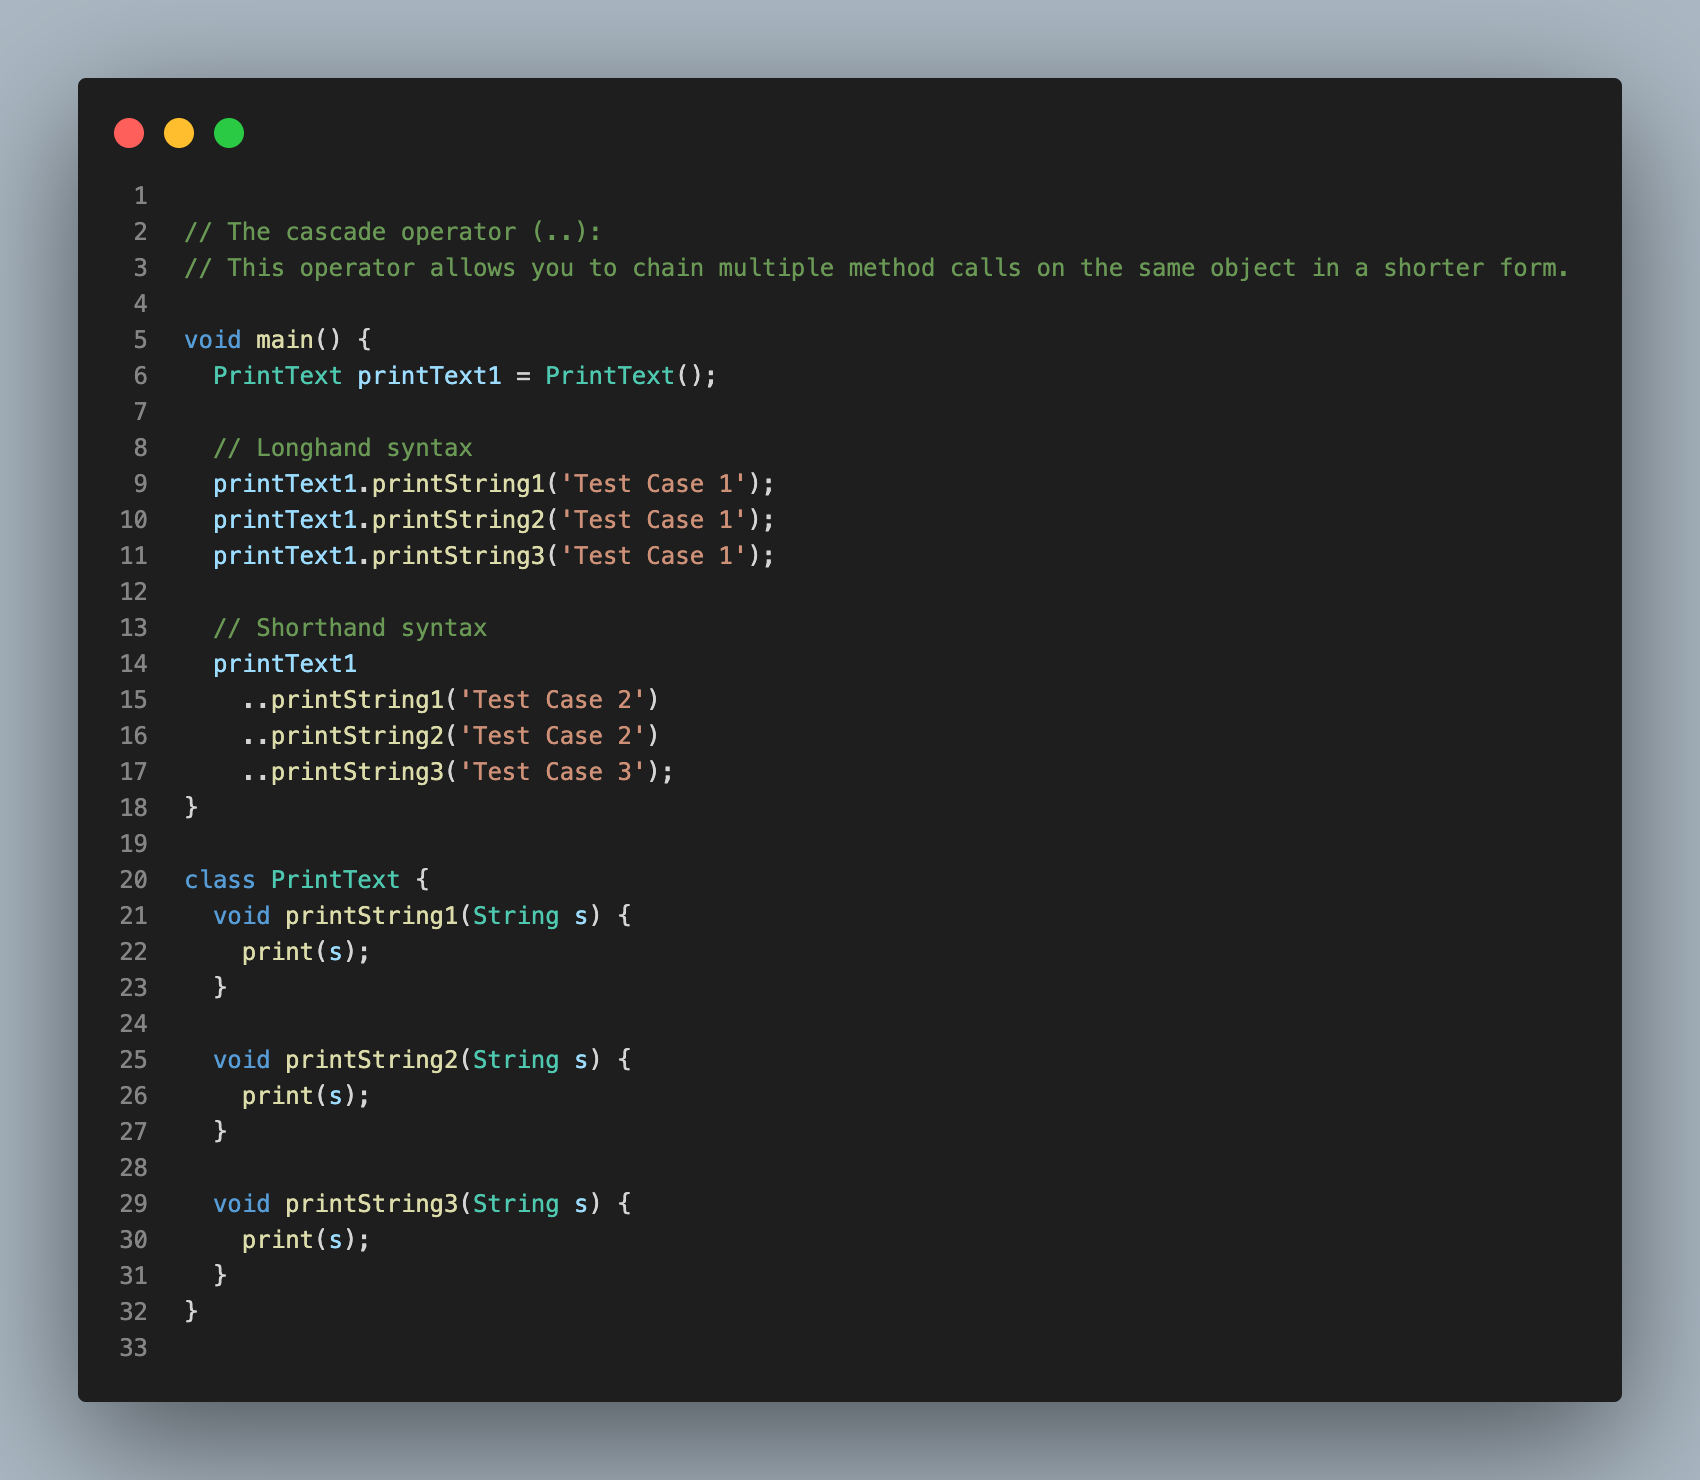 1
2 // The cascade operator (..):
3 // This operator allows you to chain multiple method calls on the same object in a shorter form.
4
5 void main() {
6   PrintText printText1 = PrintText();
7
8   // Longhand syntax
9   printText1.printString1('Test Case 1');
10   printText1.printString2('Test Case 1');
11   printText1.printString3('Test Case 1');
12
13   // Shorthand syntax
14   printText1
15     ..printString1('Test Case 2')
16     ..printString2('Test Case 2')
17     ..printString3('Test Case 3');
18 }
19
20 class PrintText {
21   void printString1(String s) {
22     print(s);
23   }
24
25   void printString2(String s) {
26     print(s);
27   }
28
29   void printString3(String s) {
30     print(s);
31   }
32 }
33